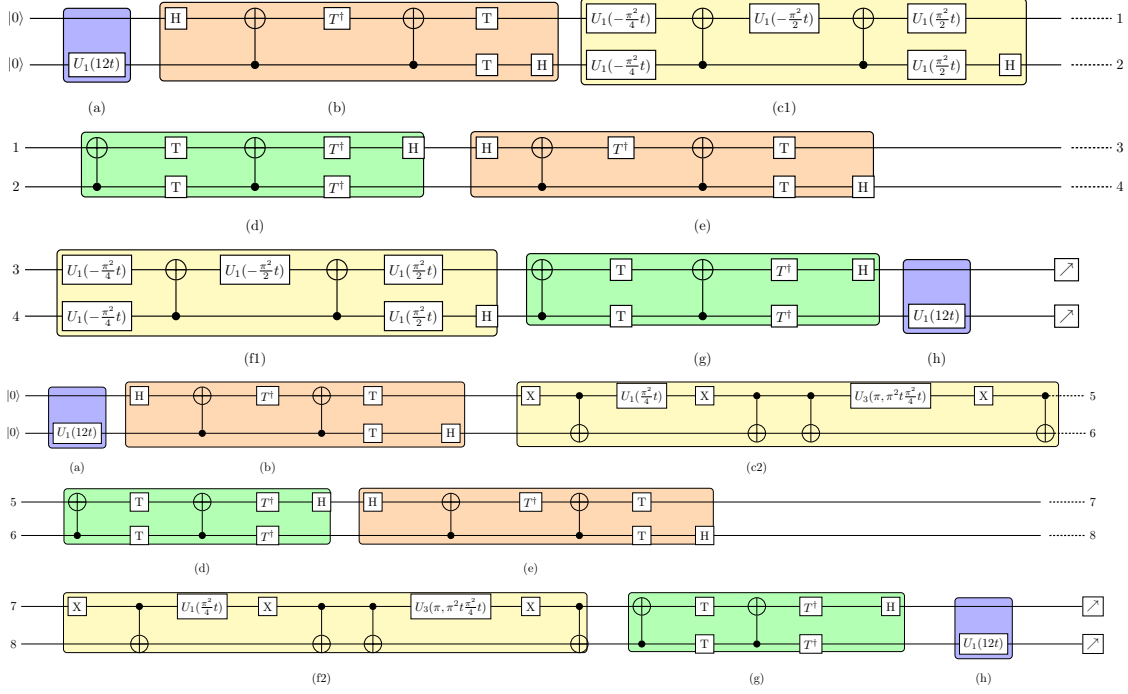 |0⟩ H T† T U₁(-π²/4 t) U₁(-π²/2 t) U₁(π²/2 t) 1
|0⟩ U₁(12t) T H U₁(-π²/4 t) U₁(π²/2 t) H 2
(a) (b) (c1)
1 T T† H H T† T 3
2 T T† T H 4
(d) (e)
3 U₁(-π²/4 t) U₁(-π²/2 t) U₁(π²/2 t) T T† H
4 U₁(-π²/4 t) U₁(π²/2 t) H T T† U₁(12t)
(f1) (g) (h)
|0⟩ H T† T X U₁(π²/4 t) X U₃(π, π²t π²/4 t) X 5
|0⟩ U₁(12t) T H 6
(a) (b) (c2)
5 T T† H H T† T 7
6 T T† T H 8
(d) (e)
7 X U₁(π²/4 t) X U₃(π, π²t π²/4 t) X T T† H
8 T T† U₁(12t)
(f2) (g) (h)